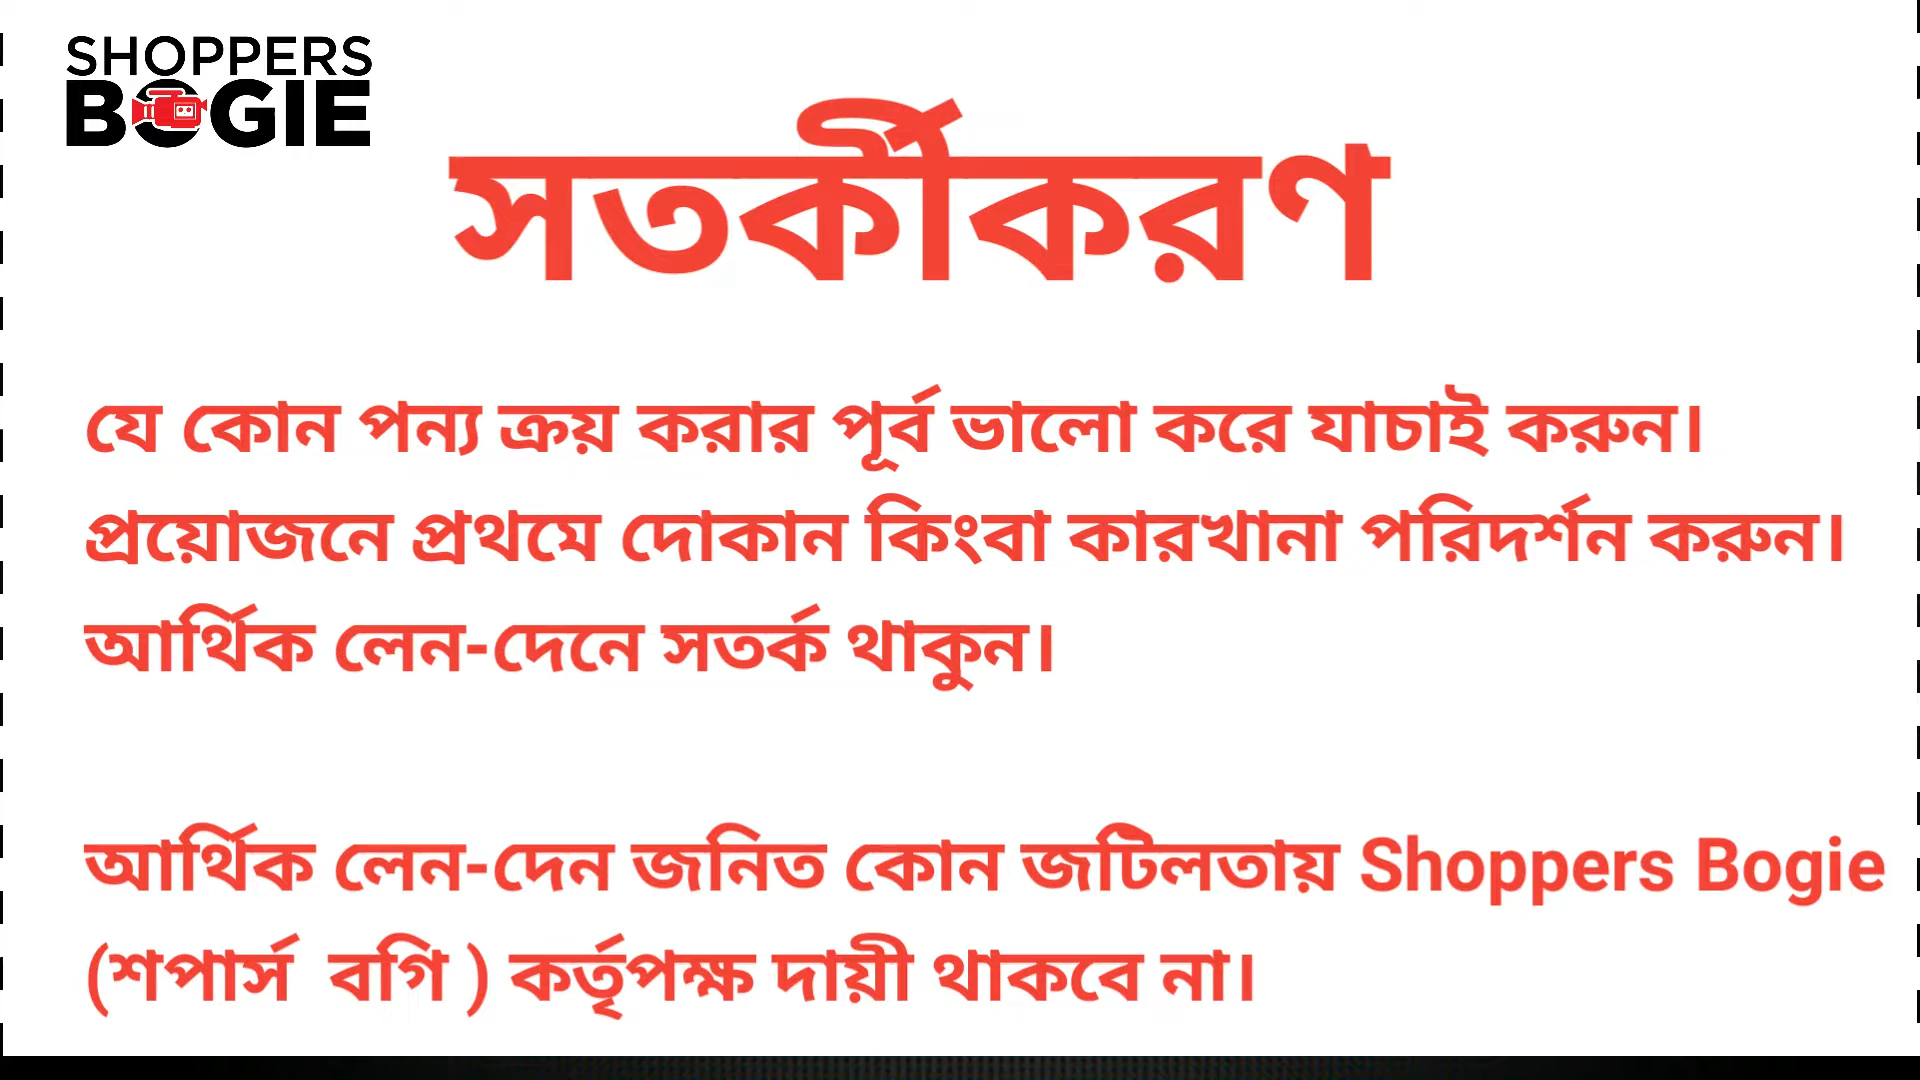 SHOPPERS
BOGIE
সতর্কীকরণ
যে কোন পন্য ক্রয় করার পূর্ব ভালো করে যাচাই করুন।
প্রয়োজনে প্রথমে দোকান কিংবা কারখানা পরিদর্শন করুন।
আর্থিক লেন-দেনে সতর্ক থাকুন।
আর্থিক লেন-দেন জনিত কোন জটিলতায় Shoppers Bogie
(শপার্স বগি ) কর্তৃপক্ষ দায়ী থাকবে না।